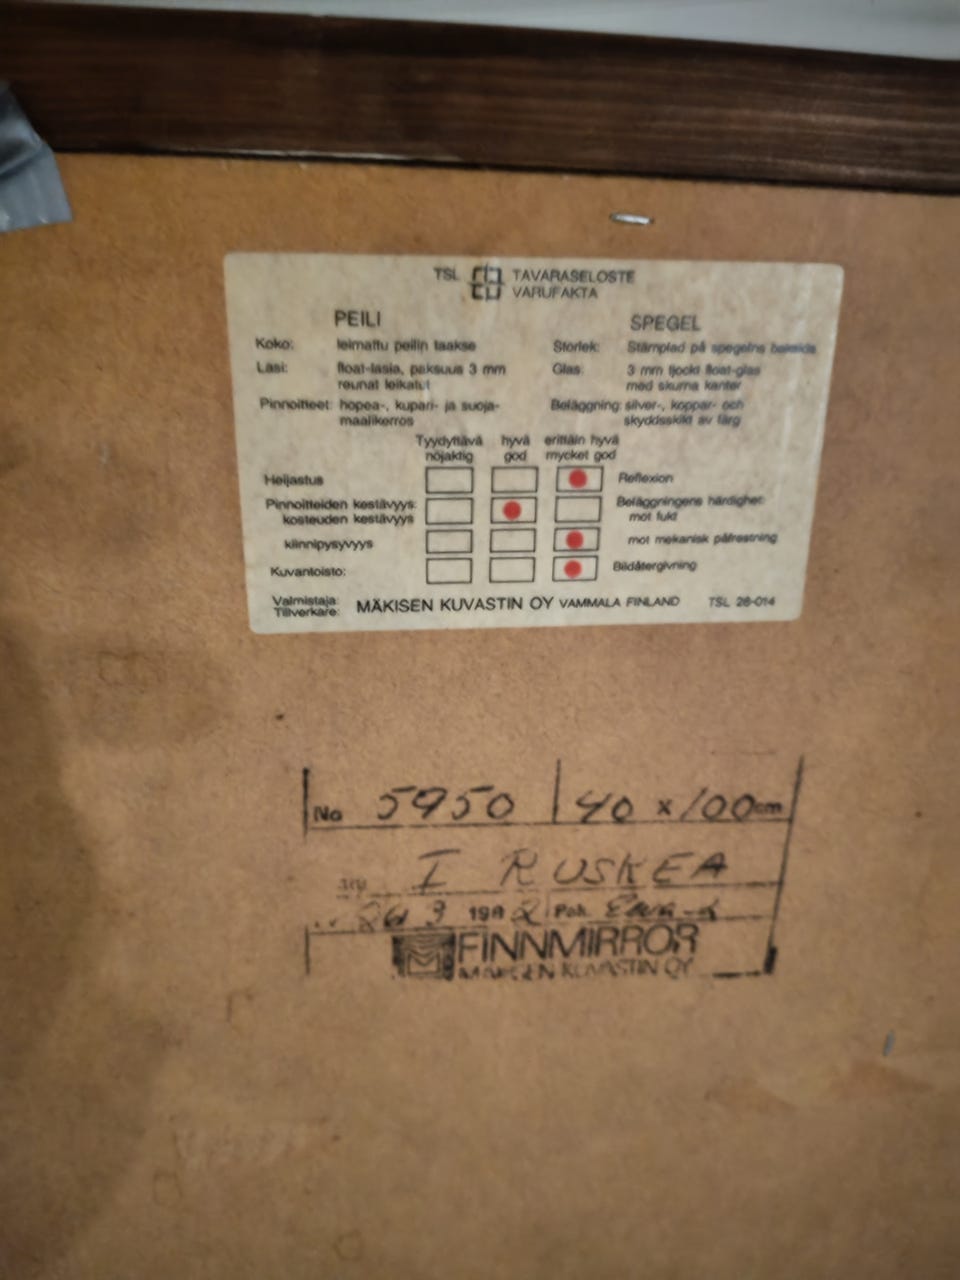 TSL TAVARASELOSTE
VARUFAKTA
PEILI
Koko: leimattu peilin taakse
Lasi: float-lasia, paksuus 3 mm
reunat leikatut
Pinnoitteet: hopea-, kupari- ja suoja-
maalikerros
SPEGEL
Storlek: Stämplad på spegelns baksida
Glas: 3 mm tjockt float-glas
med skurna kanter
Beläggning: silver-, koppar- och
skyddsskikt av färg
Tyydyttävä hyvä erittäin hyvä
nöjaktig god mycket god
Heijastus Reflexion
Pinnoitteiden kestävyys: Beläggningens härdighet
kosteuden kestävyys mot fukt
kiinnipysyvyys mot mekanisk påfrestning
Kuvantoisto: Bildåtergivning
Valmistaja: MÄKISEN KUVASTIN OY VAMMALA FINLAND TSL 28-014
Tillverkare:
No 5950 40 x 100 cm
I RUSKEA
3 2 Pak.
FINNMIRROR
MÄKISEN KUVASTIN OY